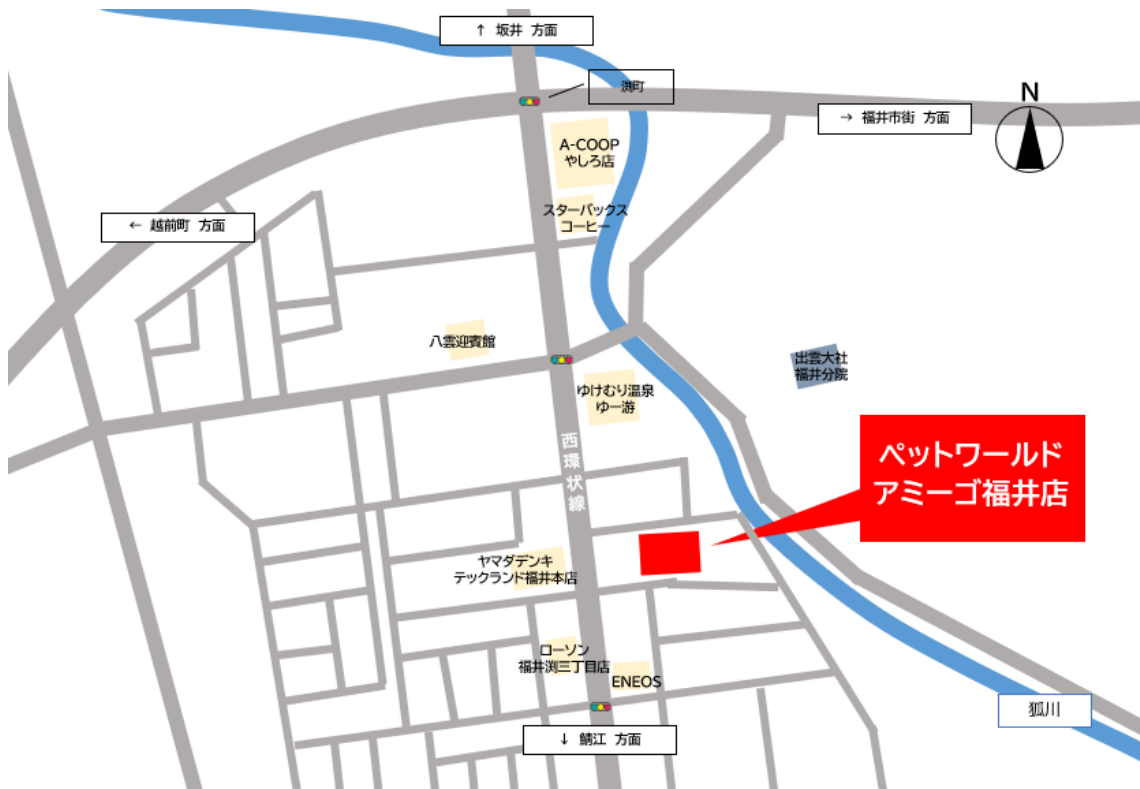 ↑ 坂井 方面
渕町
N
→ 福井市街 方面
A-COOP
やしろ店
スターバックス
コーヒー
← 越前町 方面
八雲迎賓館
出雲大社
福井分院
ゆけむり温泉
ゆー遊
西環状線
ペットワールド
アミーゴ福井店
ヤマダデンキ
テックランド福井本店
ローソン
福井渕三丁目店
ENEOS
狐川
↓ 鯖江 方面